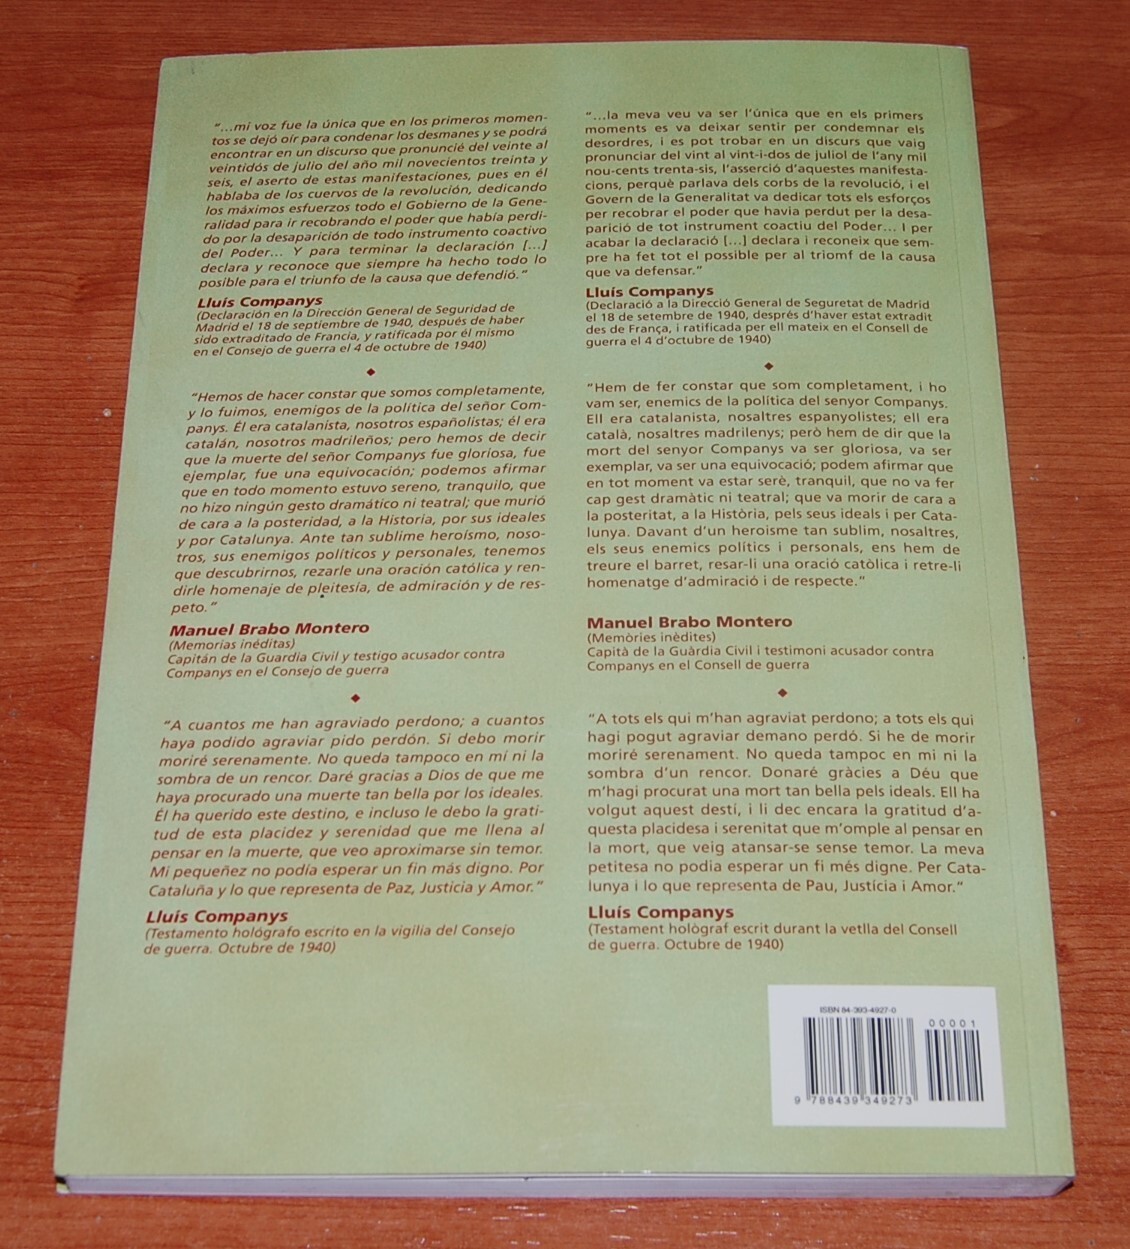 “...mi voz fue la única que en los primeros momen-
tos se dejó oír para condenar los desmanes y se podrá
encontrar en un discurso que pronuncié del veinte al
veintidós de julio del año mil novecientos treinta y
seis, el aserto de estas manifestaciones, pues en él
hablaba de los cuervos de la revolución, dedicando
los máximos esfuerzos todo el Gobierno de la Gene-
ralidad para ir recobrando el poder que había perdi-
do por la desaparición de todo instrumento coactivo
del Poder... Y para terminar la declaración [...]
declara y reconoce que siempre ha hecho todo lo
posible para el triunfo de la causa que defendió.”
Lluís Companys
(Declaración en la Dirección General de Seguridad de
Madrid el 18 de septiembre de 1940, después de haber
sido extraditado de Francia, y ratificada por él mismo
en el Consejo de guerra el 4 de octubre de 1940)
“Hemos de hacer constar que somos completamente,
y lo fuimos, enemigos de la política del señor Com-
panys. Él era catalanista, nosotros españolistas; él era
catalán, nosotros madrileños; pero hemos de decir
que la muerte del señor Companys fue gloriosa, fue
ejemplar, fue una equivocación; podemos afirmar
que en todo momento estuvo sereno, tranquilo, que
no hizo ningún gesto dramático ni teatral; que murió
de cara a la posteridad, a la Historia, por sus ideales
y por Catalunya. Ante tan sublime heroísmo, noso-
tros, sus enemigos políticos y personales, tenemos
que descubrirnos, rezarle una oración católica y ren-
dirle homenaje de pleitesía, de admiración y de res-
peto.”
Manuel Brabo Montero
(Memorias inéditas)
Capitán de la Guardia Civil y testigo acusador contra
Companys en el Consejo de guerra
“A cuantos me han agraviado perdono; a cuantos
haya podido agraviar pido perdón. Si debo morir
moriré serenamente. No queda tampoco en mí ni la
sombra de un rencor. Daré gracias a Dios de que me
haya procurado una muerte tan bella por los ideales.
Él ha querido este destino, e incluso le debo la grati-
tud de esta placidez y serenidad que me llena al
pensar en la muerte, que veo aproximarse sin temor.
Mi pequeñez no podía esperar un fin más digno. Por
Cataluña y lo que representa de Paz, Justicia y Amor.”
Lluís Companys
(Testamento hológrafo escrito en la vigilia del Consejo
de guerra. Octubre de 1940)
“...la meva veu va ser l’única que en els primers
moments es va deixar sentir per condemnar els
desordres, i es pot trobar en un discurs que vaig
pronunciar del vint al vint-i-dos de juliol de l’any mil
nou-cents trenta-sis, l’asserció d’aquestes manifesta-
cions, perquè parlava dels corbs de la revolució, i el
Govern de la Generalitat va dedicar tots els esforços
per recobrar el poder que havia perdut per la desa-
parició de tot instrument coactiu del Poder... I per
acabar la declaració [...] declara i reconeix que sem-
pre ha fet tot el possible per al triomf de la causa
que va defensar.”
Lluís Companys
(Declaració a la Direcció General de Seguretat de Madrid
el 18 de setembre de 1940, després d’haver estat extradit
des de França, i ratificada per ell mateix en el Consell de
guerra el 4 d’octubre de 1940)
“Hem de fer constar que som completament, i ho
vam ser, enemics de la política del senyor Companys.
Ell era catalanista, nosaltres espanyolistes; ell era
català, nosaltres madrilenys; però hem de dir que la
mort del senyor Companys va ser gloriosa, va ser
exemplar, va ser una equivocació; podem afirmar que
en tot moment va estar serè, tranquil, que no va fer
cap gest dramàtic ni teatral; que va morir de cara a
la posteritat, a la Història, pels seus ideals i per Cata-
lunya. Davant d’un heroisme tan sublim, nosaltres,
els seus enemics polítics i personals, ens hem de
treure el barret, resar-li una oració catòlica i retre-li
homenatge d’admiració i de respecte.”
Manuel Brabo Montero
(Memòries inèdites)
Capità de la Guàrdia Civil i testimoni acusador contra
Companys en el Consell de guerra
“A tots els qui m’han agraviat perdono; a tots els qui
hagi pogut agraviar demano perdó. Si he de morir
moriré serenament. No queda tampoc en mi ni la
sombra d’un rencor. Donaré gràcies a Déu que
m’hagi procurat una mort tan bella pels ideals. Ell ha
volgut aquest destí, i li dec encara la gratitud d’a-
questa placidesa i serenitat que m’omple al pensar en
la mort, que veig atansar-se sense temor. La meva
petitesa no podia esperar un fi més digne. Per Cata-
lunya i lo que representa de Pau, Justícia i Amor.”
Lluís Companys
(Testament hològraf escrit durant la vetlla del Consell
de guerra. Octubre de 1940)
ISBN 84-393-4927-0
00001
9 788439 349273